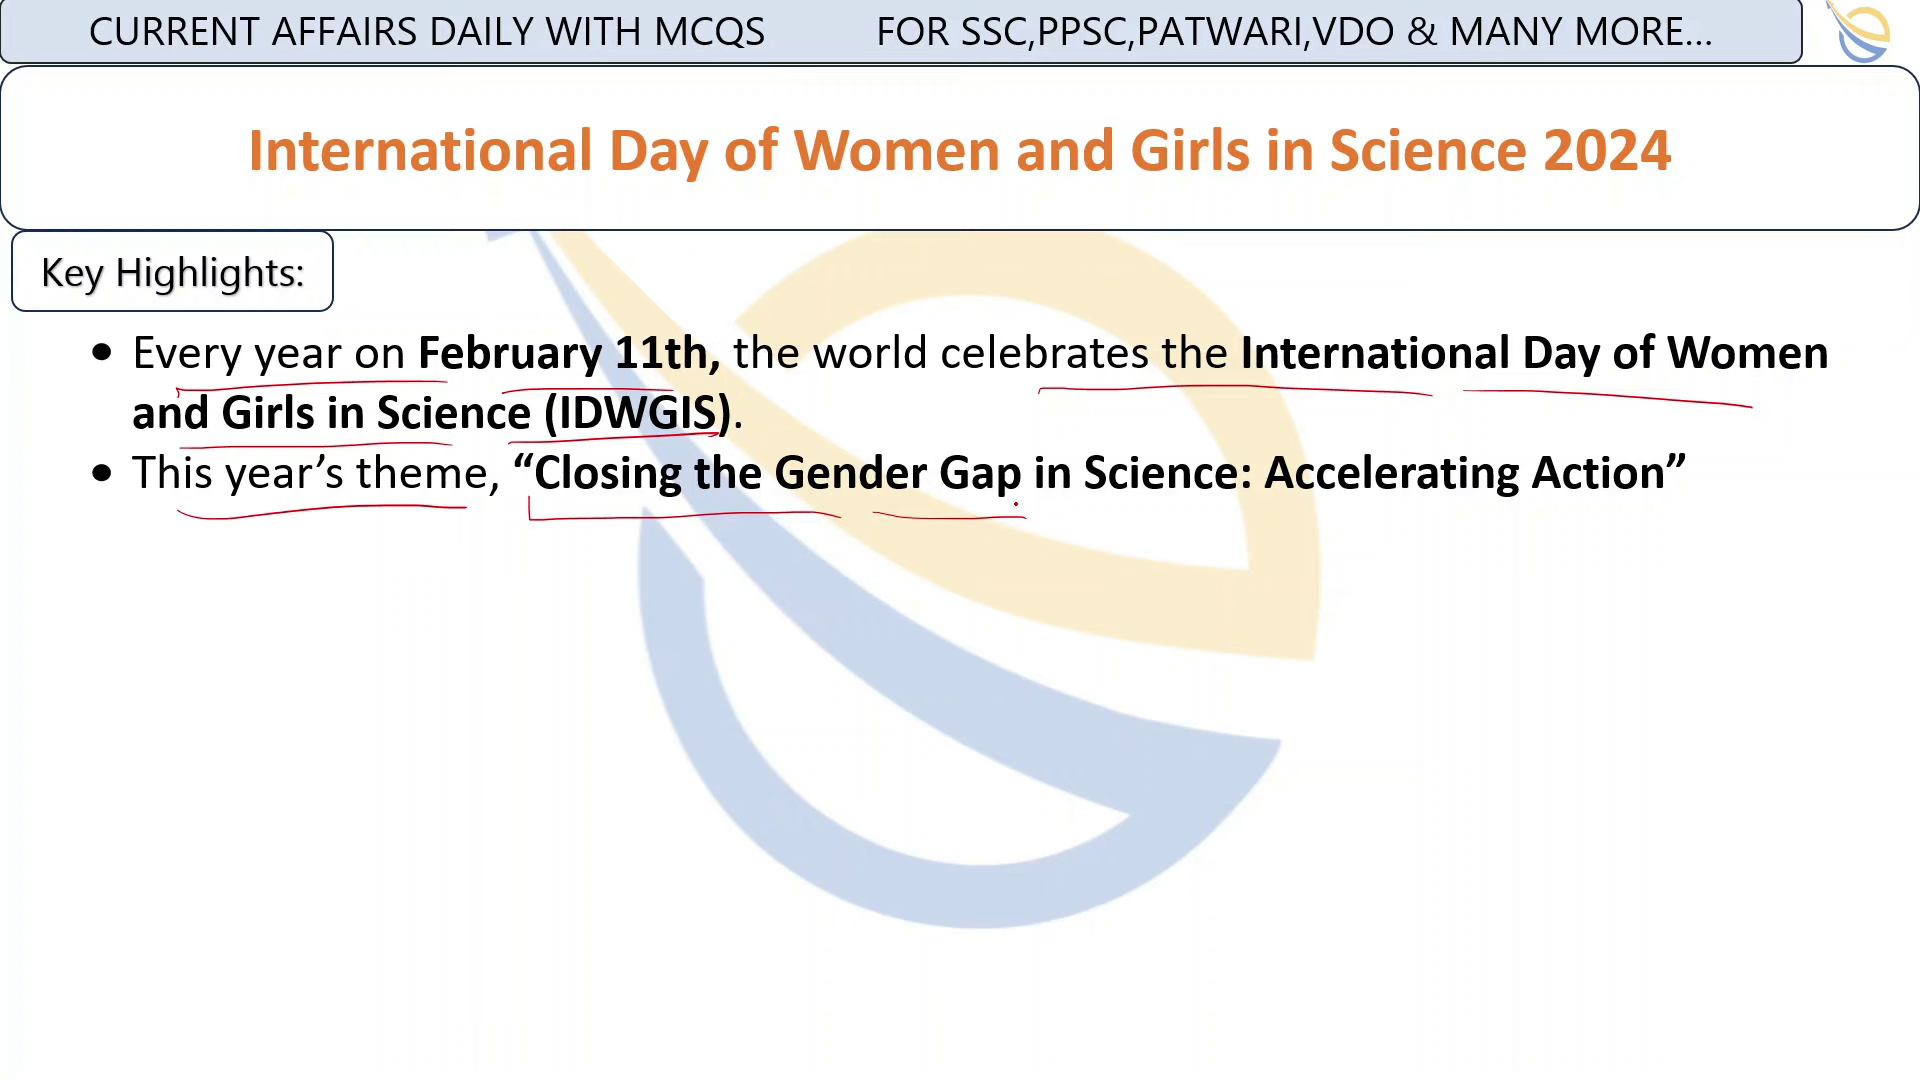 CURRENT AFFAIRS DAILY WITH MCQS FOR SSC,PPSC,PATWARI,VDO & MANY MORE...
International Day of Women and Girls in Science 2024
Key Highlights:
• Every year on February 11th, the world celebrates the International Day of Women
and Girls in Science (IDWGIS).
• This year’s theme, “Closing the Gender Gap in Science: Accelerating Action”